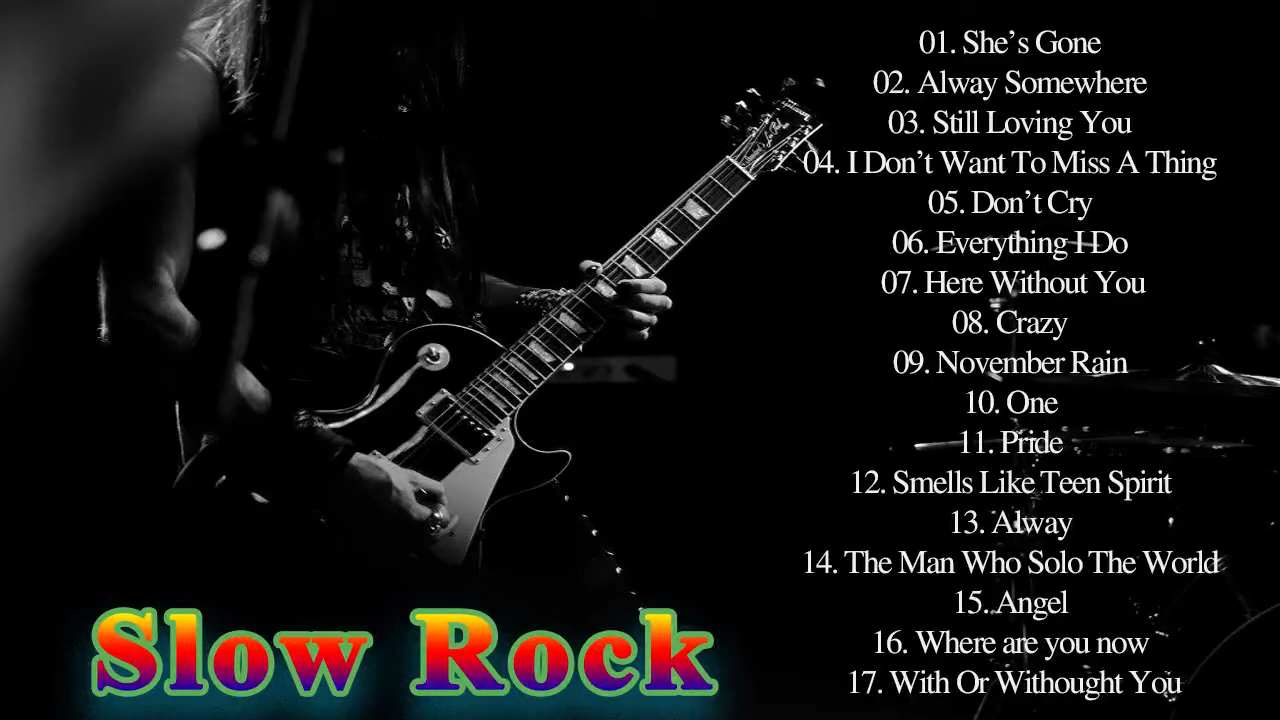 01. She’s Gone
02. Alway Somewhere
03. Still Loving You
04. I Don’t Want To Miss A Thing
05. Don’t Cry
06. Everything I Do
07. Here Without You
08. Crazy
09. November Rain
10. One
11. Pride
12. Smells Like Teen Spirit
13. Alway
14. The Man Who Solo The World
15. Angel
16. Where are you now
17. With Or Withought You
Slow Rock